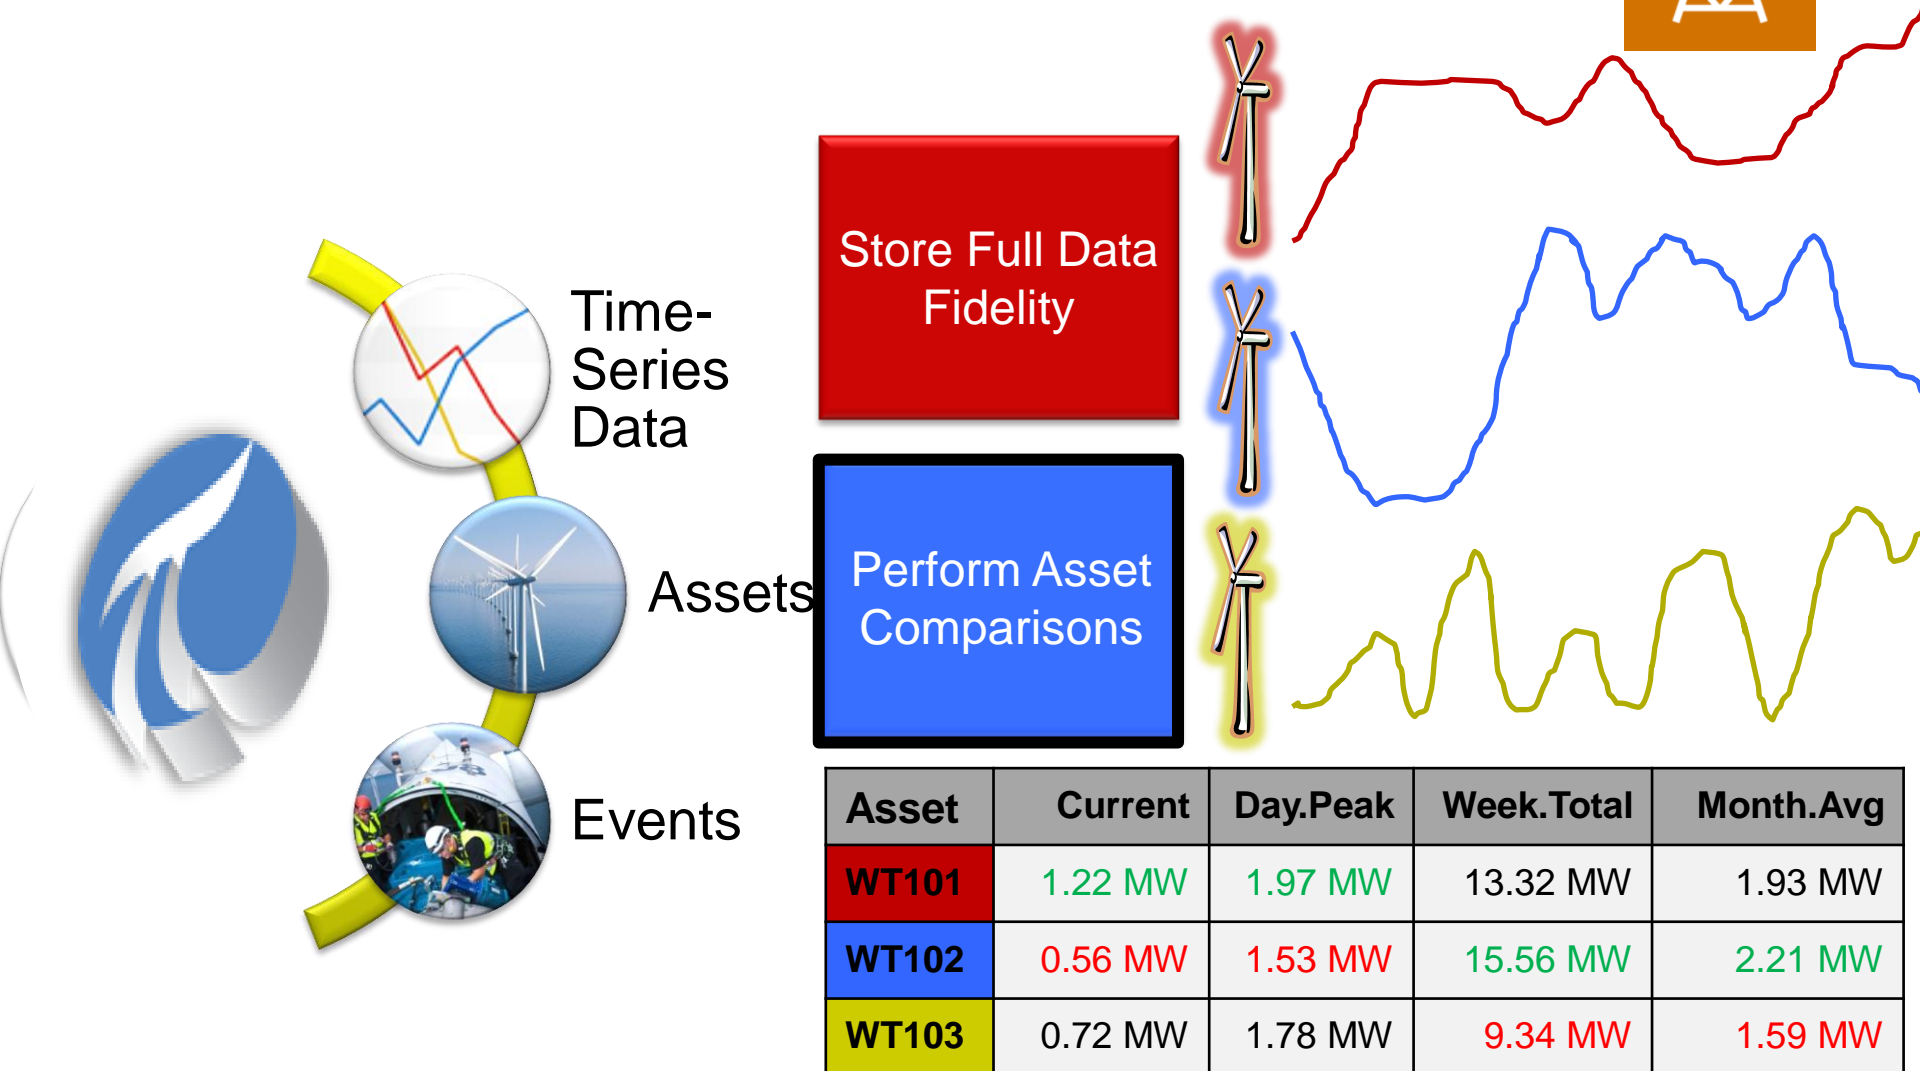 Time-
Series
Data
Assets
Events
Store Full Data
Fidelity
Perform Asset
Comparisons
Asset Current Day.Peak Week.Total Month.Avg
WT101 1.22 MW 1.97 MW 13.32 MW 1.93 MW
WT102 0.56 MW 1.53 MW 15.56 MW 2.21 MW
WT103 0.72 MW 1.78 MW 9.34 MW 1.59 MW